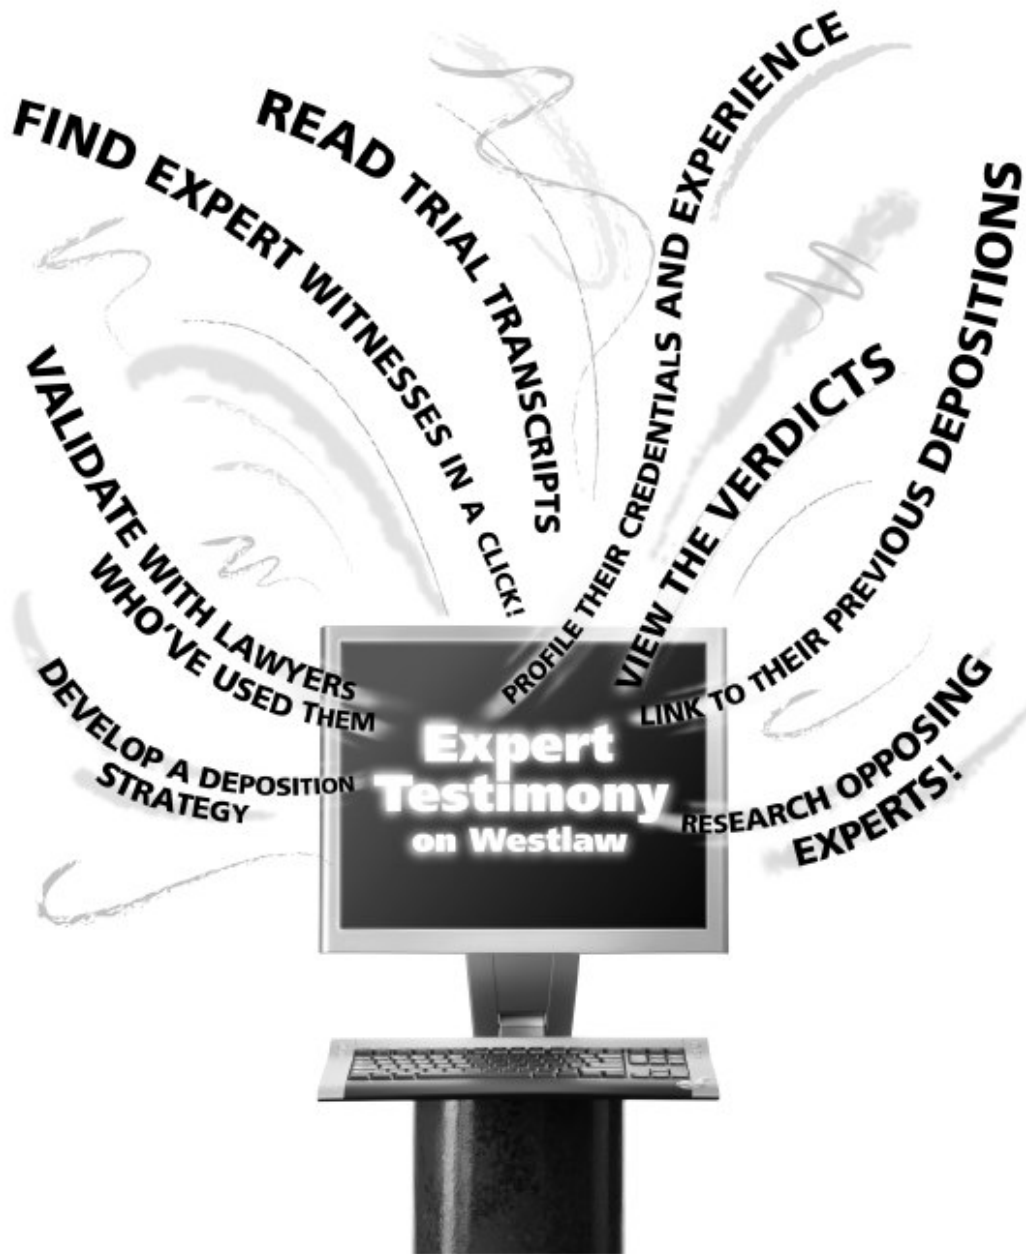 FIND EXPERT WITNESSES IN A CLICK!
READ TRIAL TRANSCRIPTS
PROFILE THEIR CREDENTIALS AND EXPERIENCE
VIEW THE VERDICTS
LINK TO THEIR PREVIOUS DEPOSITIONS
VALIDATE WITH LAWYERS
WHO'VE USED THEM
DEVELOP A DEPOSITION
STRATEGY
RESEARCH OPPOSING
EXPERTS!
Expert
Testimony
on Westlaw